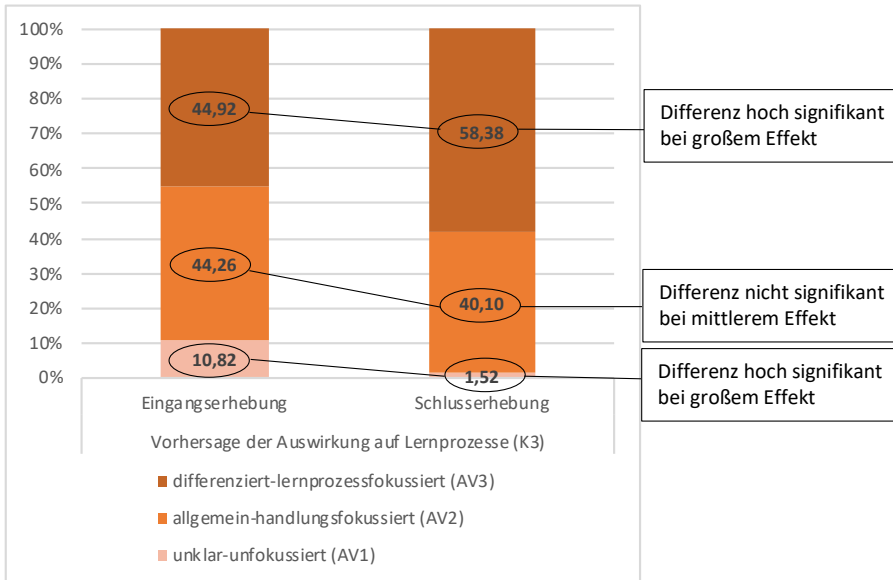 100%
90%
80%
70%
60%
50%
40%
30%
20%
10%
0%
44,92
58,38
44,26
40,10
10,82
1,52
Differenz hoch signifikant
bei großem Effekt
Differenz nicht signifikant
bei mittlerem Effekt
Differenz hoch signifikant
bei großem Effekt
Eingangserhebung
Schlusserhebung
Vorhersage der Auswirkung auf Lernprozesse (K3)
differenziert-lernprozessfokussiert (AV3)
allgemein-handlungsfokussiert (AV2)
unklar-unfokussiert (AV1)